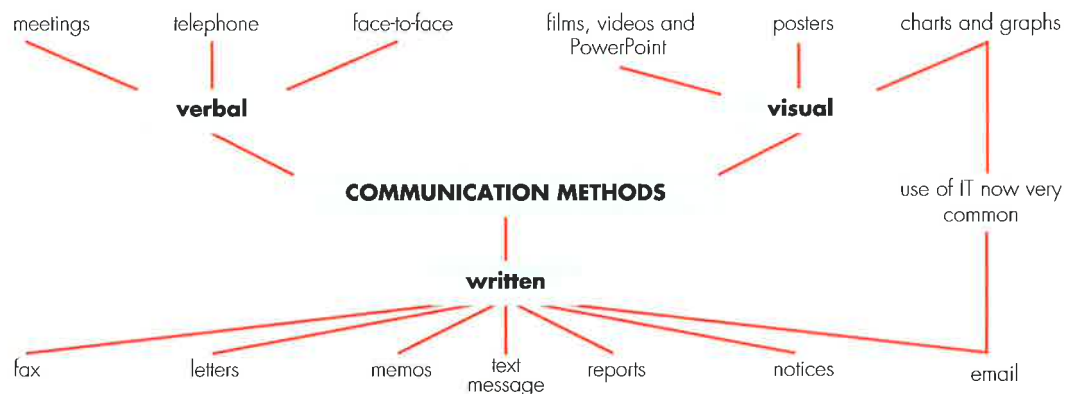 meetings telephone face-to-face films, videos and posters charts and graphs
PowerPoint
verbal visual
COMMUNICATION METHODS use of IT now very
common
written
fax letters memos text reports notices email
message